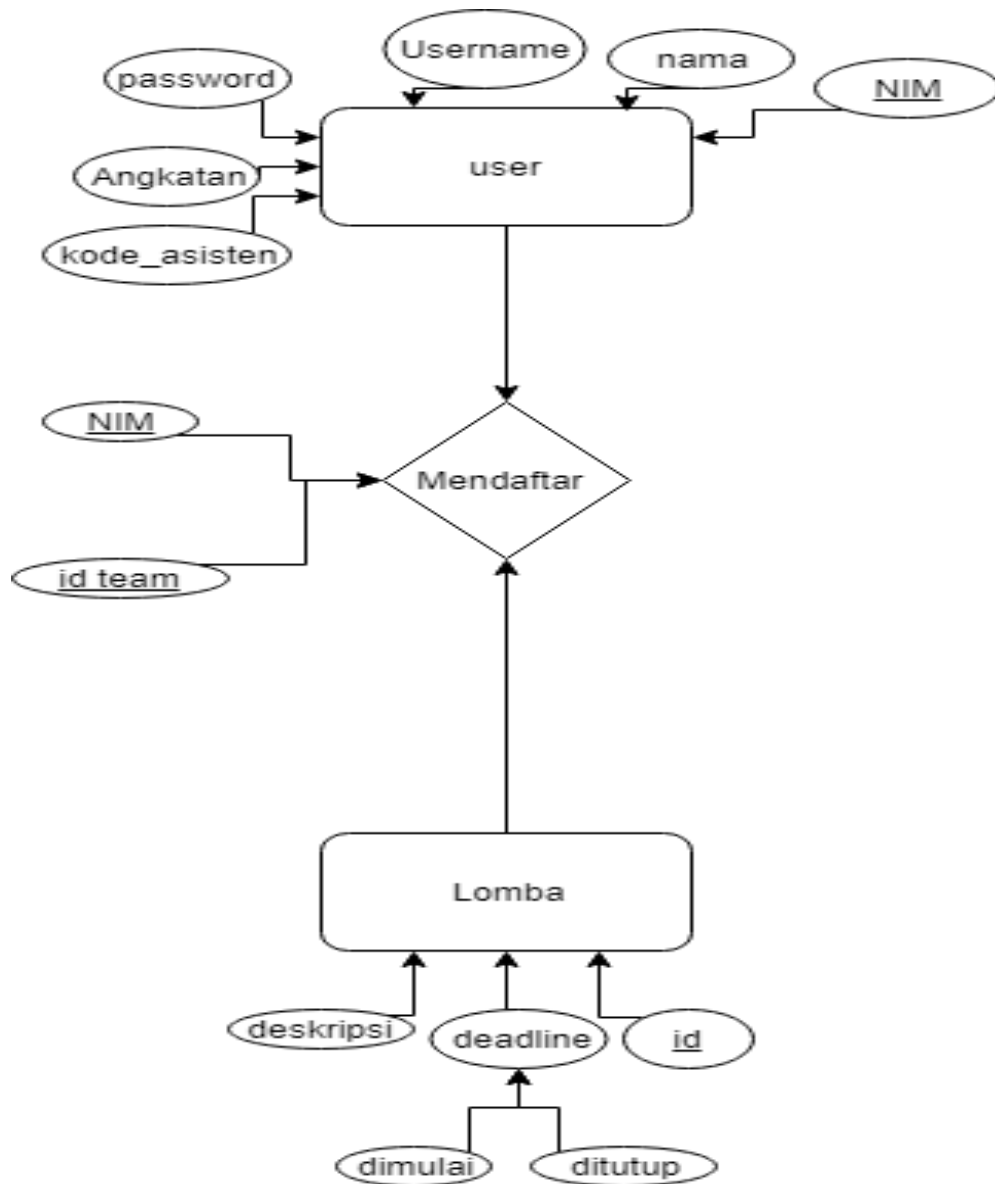 Username
nama
password
NIM
user
Angkatan
kode_asisten
NIM
Mendaftar
id team
Lomba
deskripsi
deadline
id
dimulai
ditutup